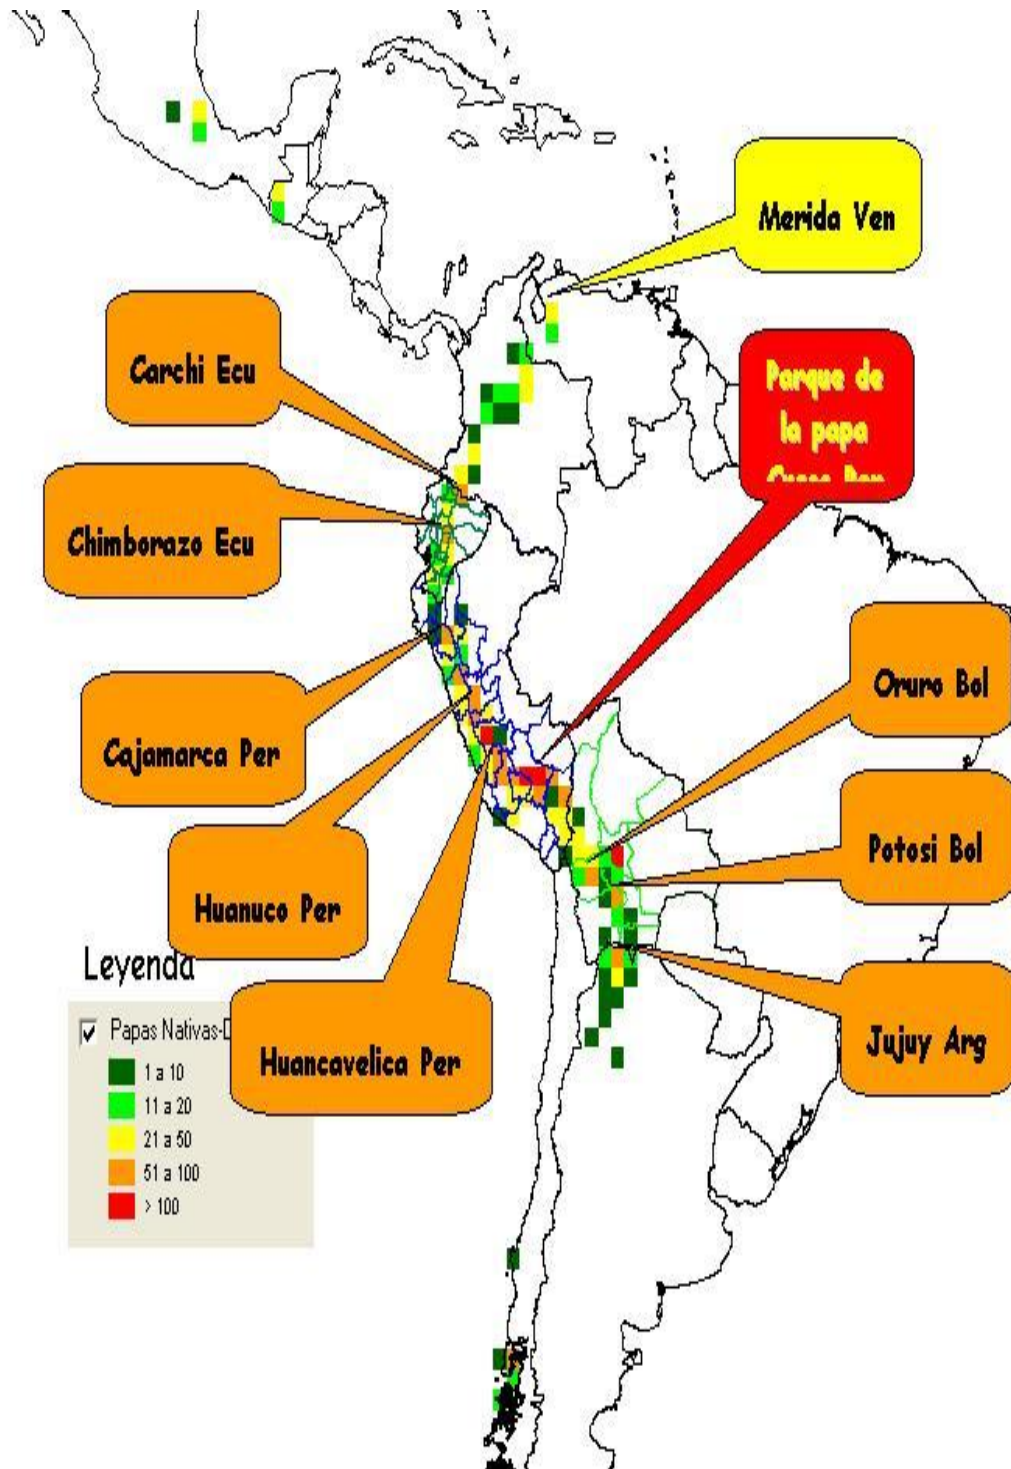 Merida Ven
Carchi Ecu
Parque de
la papa
Chimborazo Ecu
Oruro Bol
Cajamarca Per
Potosi Bol
Huanuco Per
Jujuy Arg
Huancavelica Per
Leyenda
Papas Nativas-
1 a 10
11 a 20
21 a 50
51 a 100
> 100